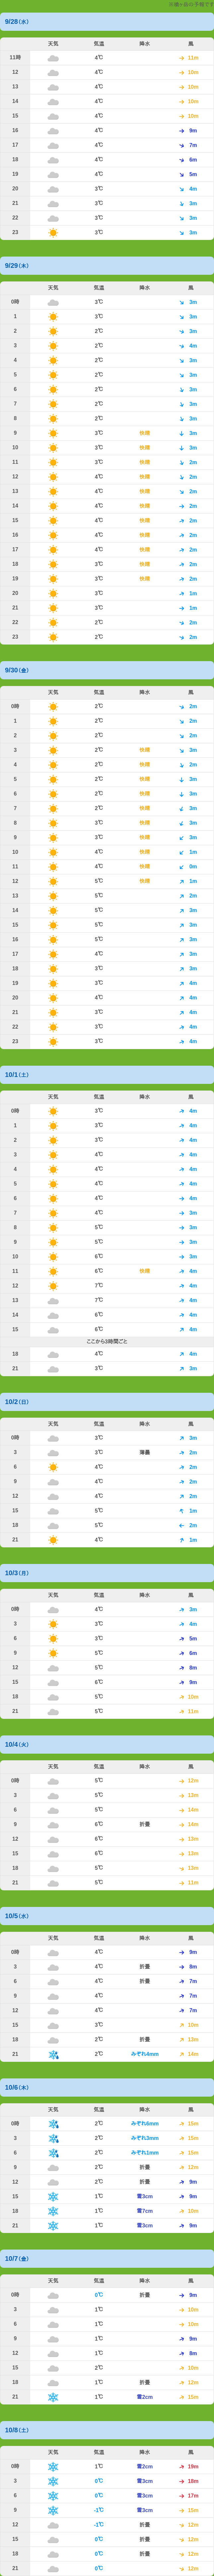 9/28(水)
天気 気温 降水 風
11時 4℃ 11m
12 4℃ 10m
13 4℃ 10m
14 4℃ 10m
15 4℃ 10m
16 4℃ 9m
17 4℃ 7m
18 4℃ 6m
19 4℃ 5m
20 3℃ 4m
21 3℃ 3m
22 3℃ 3m
23 3℃ 3m
9/29(木)
天気 気温 降水 風
0時 3℃ 3m
1 3℃ 3m
2 2℃ 3m
3 2℃ 4m
4 2℃ 3m
5 2℃ 3m
6 2℃ 3m
7 2℃ 3m
8 2℃ 3m
9 3℃ 快晴 3m
10 3℃ 快晴 3m
11 3℃ 快晴 2m
12 4℃ 快晴 2m
13 4℃ 快晴 2m
14 4℃ 快晴 2m
15 4℃ 快晴 2m
16 4℃ 快晴 2m
17 4℃ 快晴 2m
18 3℃ 快晴 2m
19 3℃ 快晴 2m
20 3℃ 1m
21 3℃ 1m
22 2℃ 2m
23 2℃ 2m
9/30(金)
天気 気温 降水 風
0時 2℃ 2m
1 2℃ 2m
2 2℃ 2m
3 2℃ 快晴 3m
4 2℃ 快晴 2m
5 2℃ 快晴 3m
6 2℃ 快晴 3m
7 2℃ 快晴 3m
8 3℃ 快晴 3m
9 3℃ 快晴 3m
10 4℃ 快晴 1m
11 4℃ 快晴 0m
12 5℃ 快晴 1m
13 5℃ 2m
14 5℃ 3m
15 5℃ 3m
16 5℃ 3m
17 4℃ 3m
18 3℃ 3m
19 3℃ 4m
20 4℃ 4m
21 3℃ 4m
22 3℃ 4m
23 3℃ 4m
10/1(土)
天気 気温 降水 風
0時 3℃ 4m
1 3℃ 4m
2 3℃ 4m
3 4℃ 4m
4 4℃ 4m
5 4℃ 4m
6 4℃ 4m
7 4℃ 3m
8 5℃ 3m
9 5℃ 3m
10 6℃ 3m
11 6℃ 快晴 4m
12 7℃ 4m
13 7℃ 4m
14 6℃ 4m
15 6℃ 4m
ここから3時間ごと
18 4℃ 4m
21 3℃ 3m
10/2(日)
天気 気温 降水 風
0時 3℃ 3m
3 3℃ 薄曇 2m
6 4℃ 2m
9 4℃ 2m
12 4℃ 2m
15 5℃ 1m
18 5℃ 2m
21 4℃ 1m
10/3(月)
天気 気温 降水 風
0時 4℃ 3m
3 3℃ 4m
6 3℃ 5m
9 5℃ 6m
12 5℃ 8m
15 6℃ 9m
18 5℃ 10m
21 5℃ 11m
10/4(火)
天気 気温 降水 風
0時 5℃ 12m
3 5℃ 13m
6 5℃ 14m
9 6℃ 折曇 14m
12 6℃ 13m
15 6℃ 13m
18 5℃ 13m
21 5℃ 11m
10/5(水)
天気 気温 降水 風
0時 4℃ 9m
3 4℃ 折曇 8m
6 4℃ 折曇 7m
9 4℃ 7m
12 4℃ 7m
15 3℃ 10m
18 2℃ 折曇 13m
21 2℃ みぞれ4mm 14m
10/6(木)
天気 気温 降水 風
0時 2℃ みぞれ6mm 15m
3 2℃ みぞれ3mm 15m
6 2℃ みぞれ1mm 15m
9 2℃ 折曇 12m
12 2℃ 折曇 9m
15 1℃ 雪3cm 9m
18 1℃ 雪7cm 10m
21 1℃ 雪3cm 9m
10/7(金)
天気 気温 降水 風
0時 0℃ 折曇 9m
3 1℃ 10m
6 1℃ 10m
9 1℃ 9m
12 1℃ 8m
15 2℃ 10m
18 1℃ 折曇 12m
21 1℃ 雪2cm 15m
10/8(土)
天気 気温 降水 風
0時 1℃ 雪2cm 19m
3 0℃ 雪3cm 18m
6 0℃ 雪3cm 17m
9 -1℃ 雪3cm 15m
12 -1℃ 折曇 12m
15 0℃ 折曇 12m
18 0℃ 折曇 12m
21 0℃ 12m